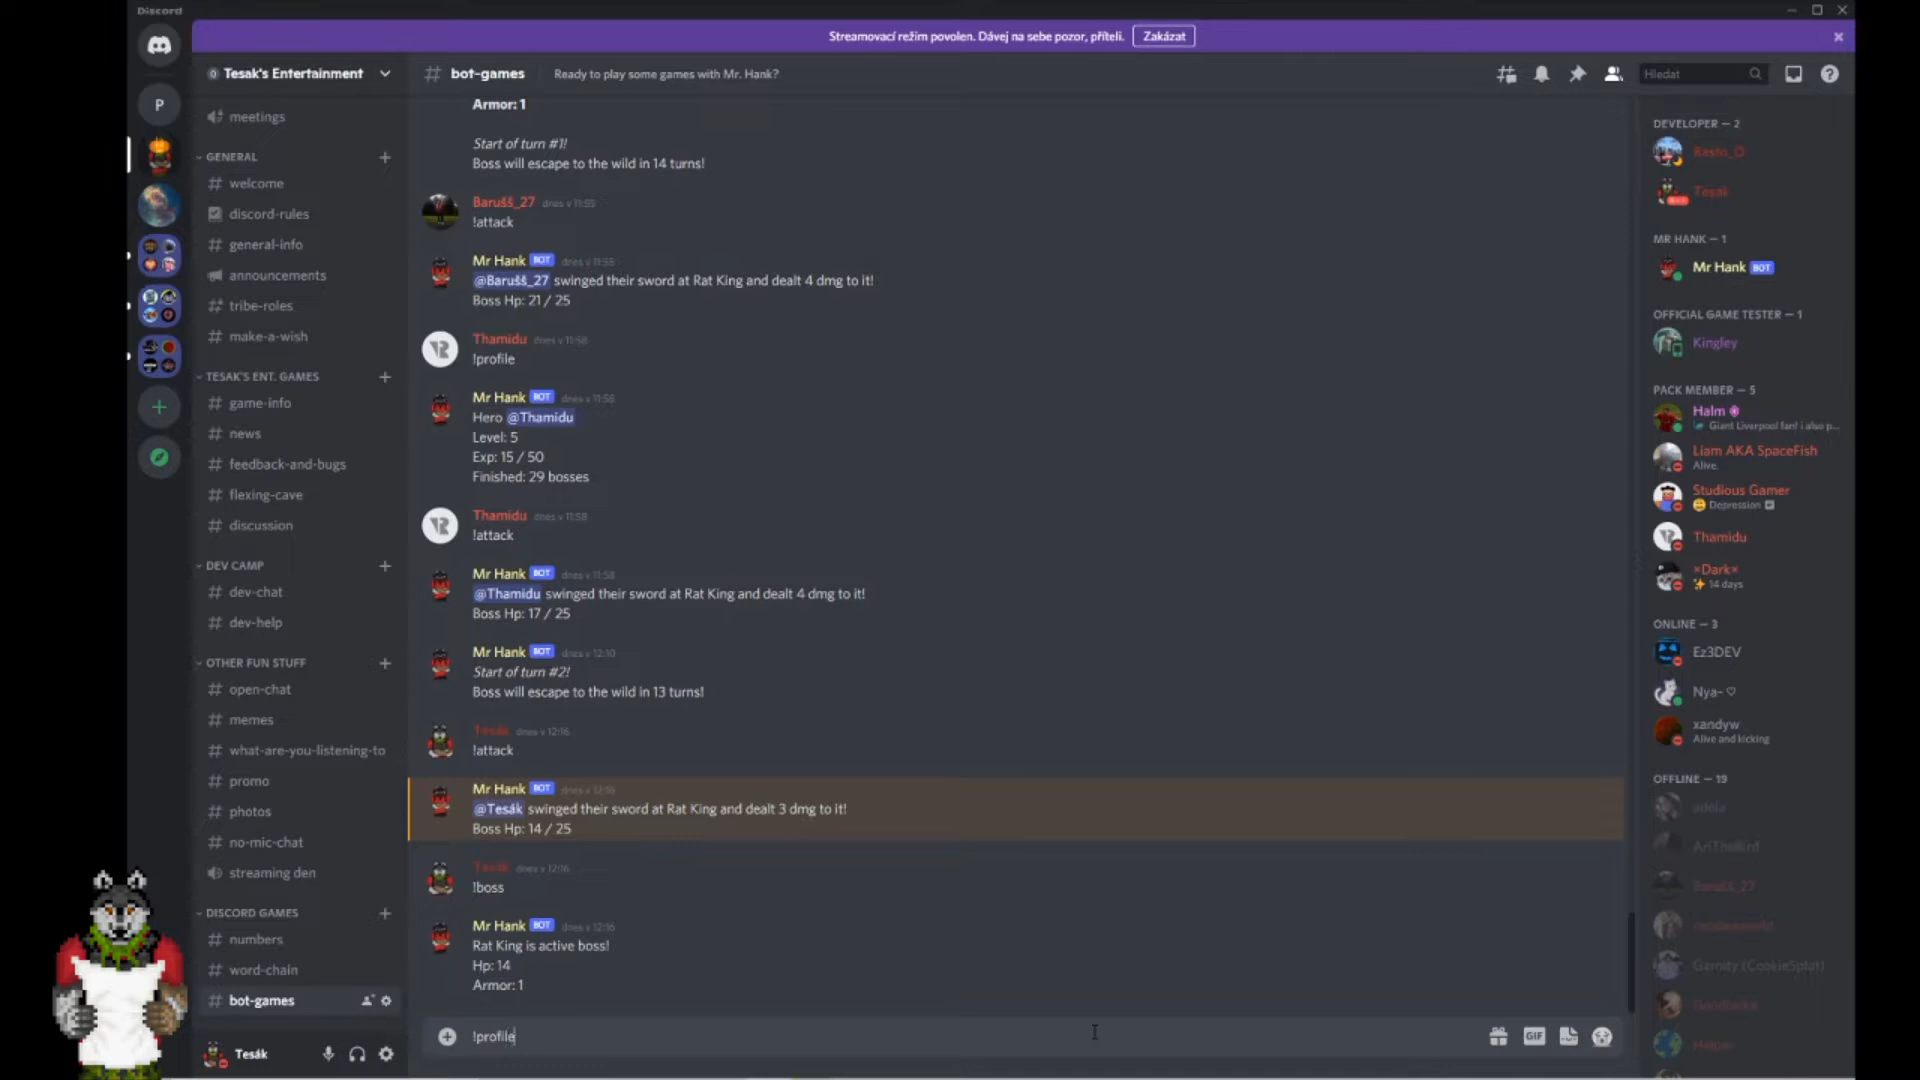 Discord
Streamovací režim povolen. Dávej na sebe pozor, příteli. Zakázat
Tesak's Entertainment
bot-games Ready to play some games with Mr. Hank?
Hledat
P
meetings
GENERAL
welcome
discord-rules
general-info
announcements
tribe-roles
make-a-wish
TESAK'S ENT. GAMES
game-info
news
feedback-and-bugs
flexing-cave
discussion
DEV CAMP
dev-chat
dev-help
OTHER FUN STUFF
open-chat
memes
what-are-you-listening-to
promo
photos
no-mic-chat
streaming den
DISCORD GAMES
numbers
word-chain
bot-games
Tesák
Armor: 1
Start of turn #1!
Boss will escape to the wild in 14 turns!
Barušš_27 dnes v 11:55
!attack
Mr Hank BOT dnes v 11:55
@Barušš_27 swinged their sword at Rat King and dealt 4 dmg to it!
Boss Hp: 21 / 25
Thamidu dnes v 11:58
!profile
Mr Hank BOT dnes v 11:58
Hero @Thamidu
Level: 5
Exp: 15 / 50
Finished: 29 bosses
Thamidu dnes v 11:58
!attack
Mr Hank BOT dnes v 11:58
@Thamidu swinged their sword at Rat King and dealt 4 dmg to it!
Boss Hp: 17 / 25
Mr Hank BOT dnes v 12:10
Start of turn #2!
Boss will escape to the wild in 13 turns!
Tesák dnes v 12:16
!attack
Mr Hank BOT dnes v 12:16
@Tesák swinged their sword at Rat King and dealt 3 dmg to it!
Boss Hp: 14 / 25
Tesák dnes v 12:16
!boss
Mr Hank BOT dnes v 12:16
Rat King is active boss!
Hp: 14
Armor: 1
!profile
GIF
DEVELOPER — 2
Tesák
MR HANK — 1
Mr Hank BOT
OFFICIAL GAME TESTER — 1
Kingley
PACK MEMBER — 5
Halm
Giant Liverpool fan! i also p...
Liam AKA SpaceFish
Alive.
Studious Gamer
Depression
Thamidu
×Dark×
14 days
ONLINE — 3
Ez3DEV
Nya~ ♡
xandyw
Alive and kicking
OFFLINE — 19
adela
AriTheBird
Barušš_27
Gamity (CookieSplat)